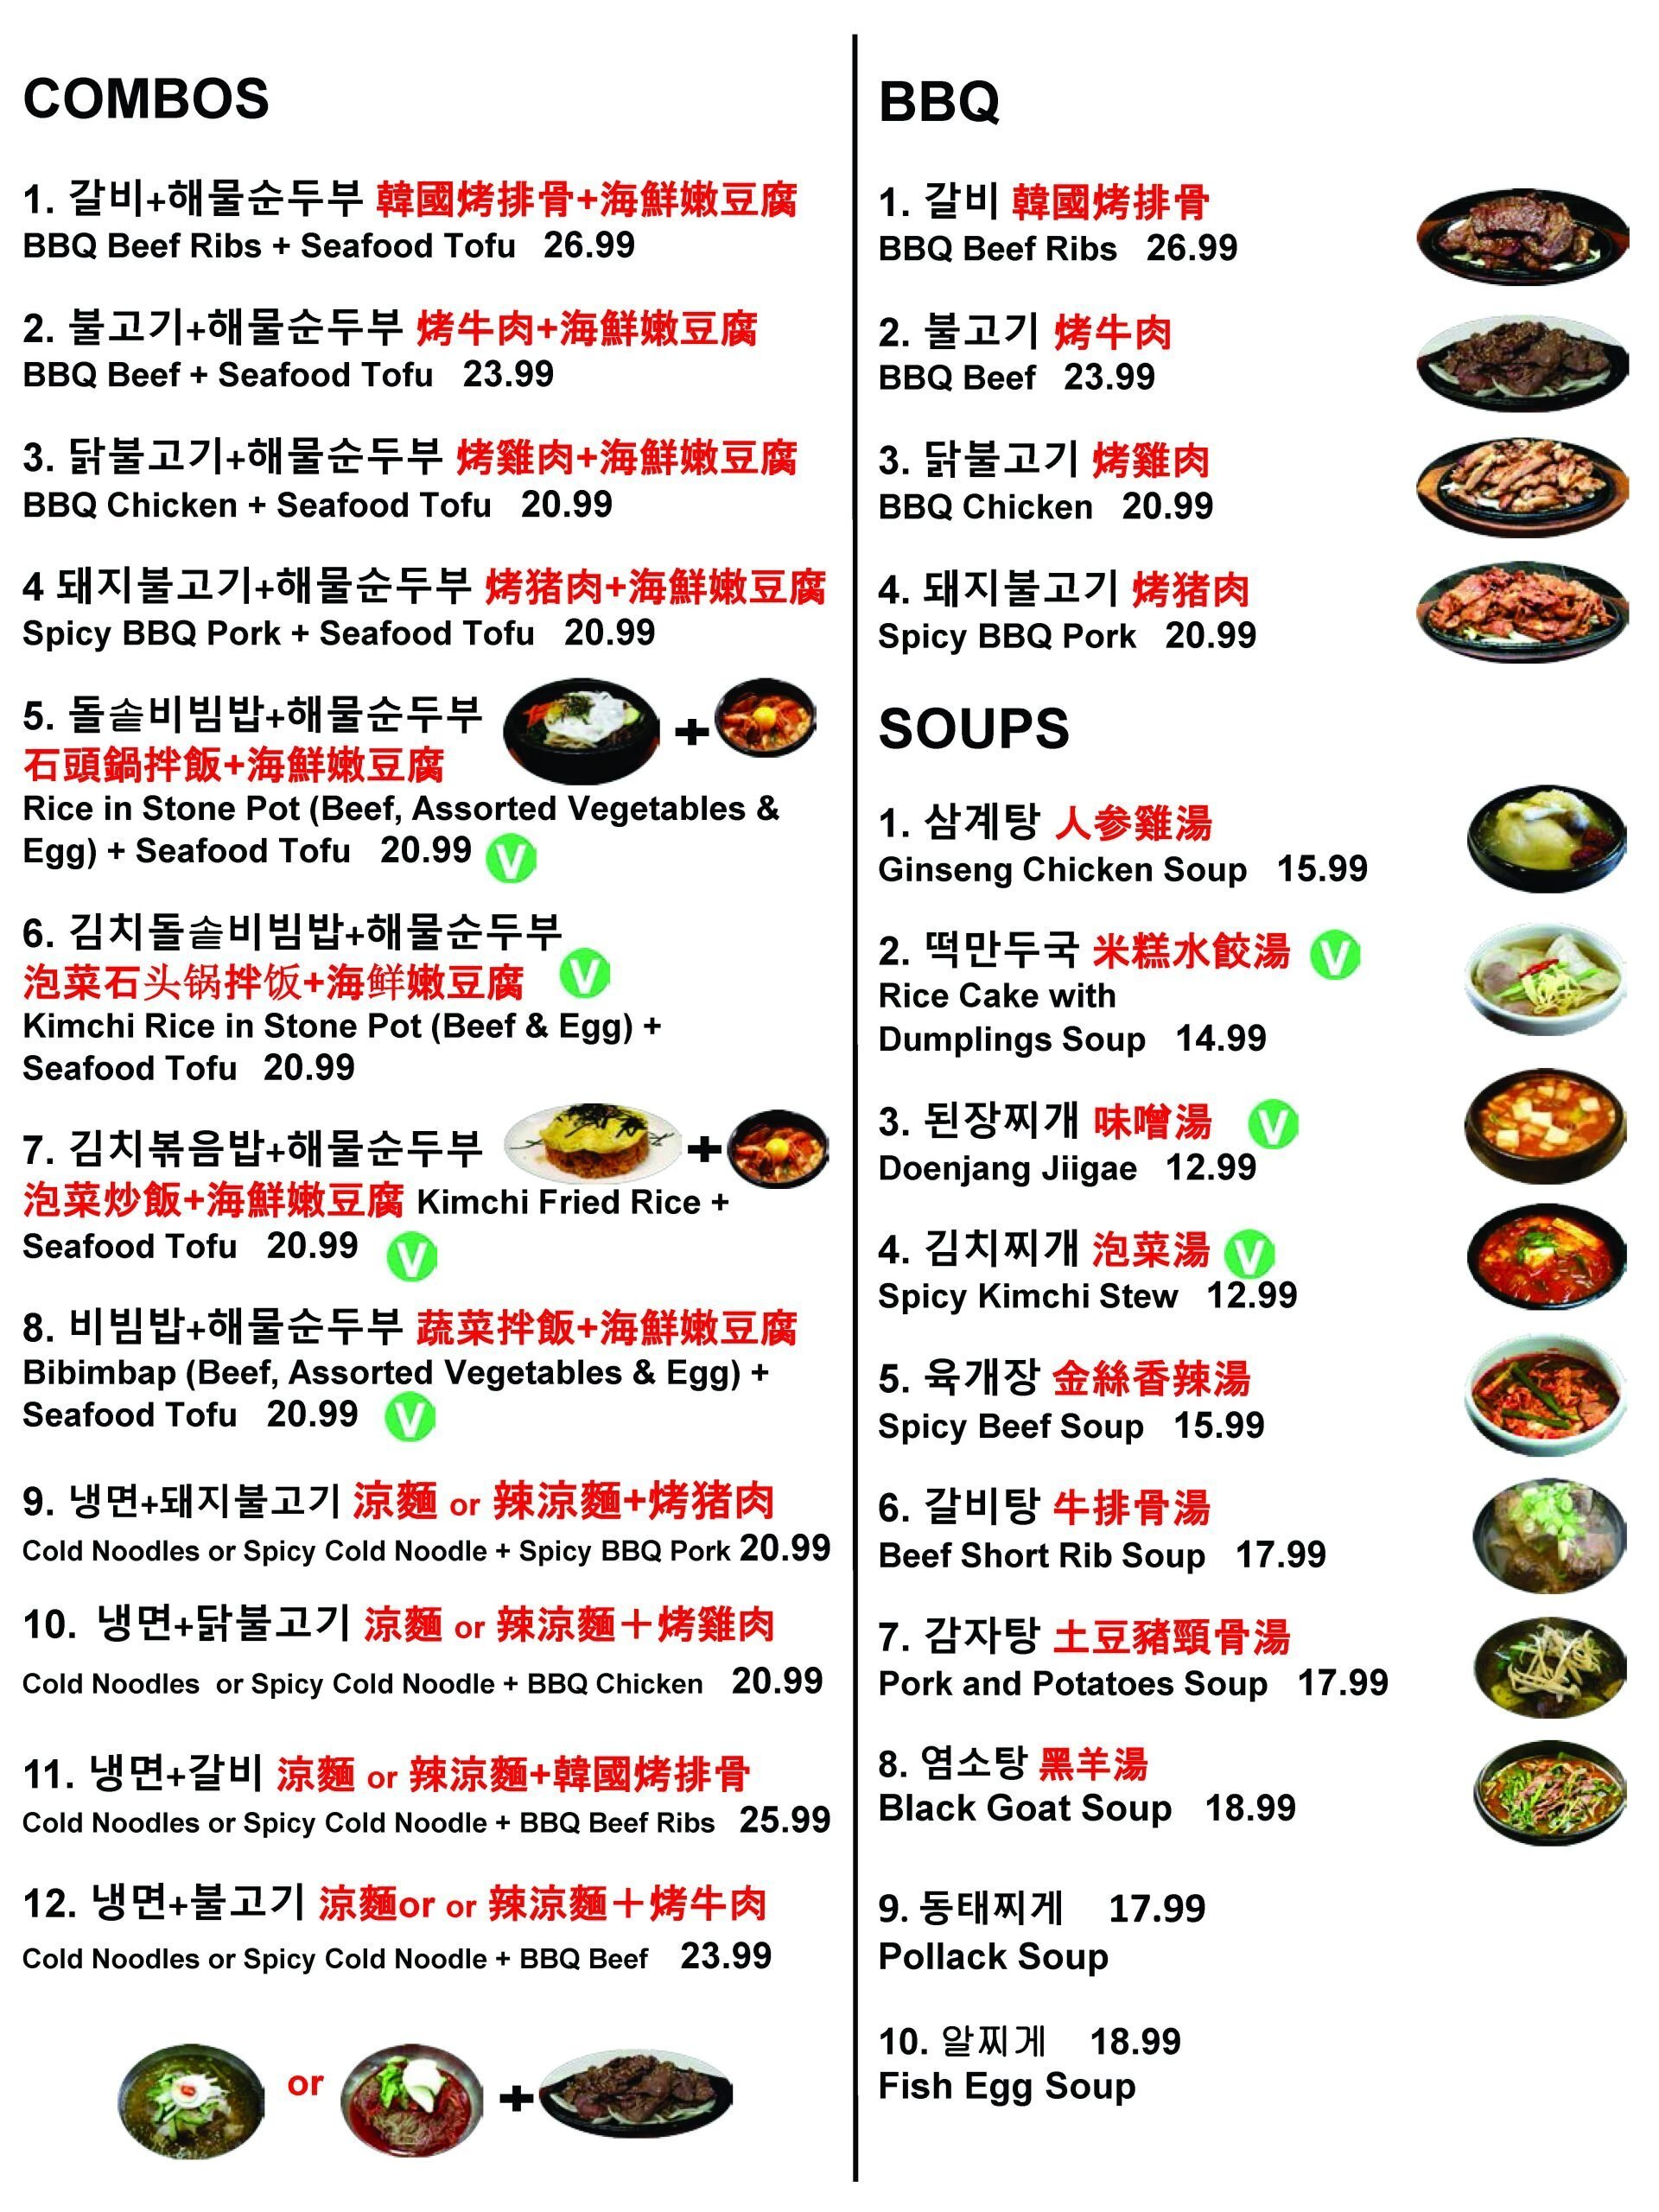 COMBOS
1. 갈비+해물순두부 韓國烤排骨+海鮮嫩豆腐
BBQ Beef Ribs + Seafood Tofu 26.99
2. 불고기+해물순두부 烤牛肉+海鮮嫩豆腐
BBQ Beef + Seafood Tofu 23.99
3. 닭불고기+해물순두부 烤雞肉+海鮮嫩豆腐
BBQ Chicken + Seafood Tofu 20.99
4 돼지불고기+해물순두부 烤猪肉+海鮮嫩豆腐
Spicy BBQ Pork + Seafood Tofu 20.99
5. 돌솥비빔밥+해물순두부
+
石頭鍋拌飯+海鮮嫩豆腐
Rice in Stone Pot (Beef, Assorted Vegetables &
Egg) + Seafood Tofu 20.99 V
6. 김치돌솥비빔밥+해물순두부
泡菜石头锅拌饭+海鲜嫩豆腐 V
Kimchi Rice in Stone Pot (Beef & Egg) +
Seafood Tofu 20.99
7. 김치볶음밥+해물순두부
+
泡菜炒飯+海鮮嫩豆腐 Kimchi Fried Rice +
Seafood Tofu 20.99 V
8. 비빔밥+해물순두부 蔬菜拌飯+海鮮嫩豆腐
Bibimbap (Beef, Assorted Vegetables & Egg) +
Seafood Tofu 20.99 V
9. 냉면+돼지불고기 涼麵 or 辣涼麵+烤猪肉
Cold Noodles or Spicy Cold Noodle + Spicy BBQ Pork 20.99
10. 냉면+닭불고기 涼麵 or 辣涼麵＋烤雞肉
Cold Noodles or Spicy Cold Noodle + BBQ Chicken 20.99
11. 냉면+갈비 涼麵 or 辣涼麵+韓國烤排骨
Cold Noodles or Spicy Cold Noodle + BBQ Beef Ribs 25.99
12. 냉면+불고기 涼麵or or 辣涼麵＋烤牛肉
Cold Noodles or Spicy Cold Noodle + BBQ Beef 23.99
or +
BBQ
1. 갈비 韓國烤排骨
BBQ Beef Ribs 26.99
2. 불고기 烤牛肉
BBQ Beef 23.99
3. 닭불고기 烤雞肉
BBQ Chicken 20.99
4. 돼지불고기 烤猪肉
Spicy BBQ Pork 20.99
SOUPS
1. 삼계탕 人参雞湯
Ginseng Chicken Soup 15.99
2. 떡만두국 米糕水餃湯 V
Rice Cake with
Dumplings Soup 14.99
3. 된장찌개 味噌湯 V
Doenjang Jiigae 12.99
4. 김치찌개 泡菜湯 V
Spicy Kimchi Stew 12.99
5. 육개장 金絲香辣湯
Spicy Beef Soup 15.99
6. 갈비탕 牛排骨湯
Beef Short Rib Soup 17.99
7. 감자탕 土豆豬頸骨湯
Pork and Potatoes Soup 17.99
8. 염소탕 黑羊湯
Black Goat Soup 18.99
9. 동태찌게 17.99
Pollack Soup
10. 알찌게 18.99
Fish Egg Soup